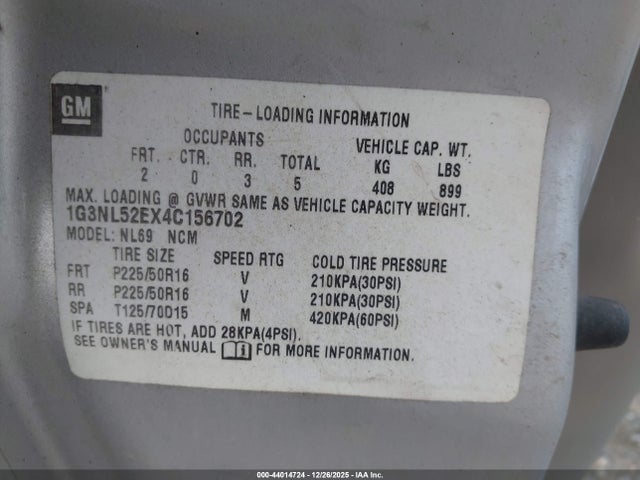 GM
TIRE-LOADING INFORMATION
OCCUPANTS VEHICLE CAP. WT.
FRT. CTR. RR. TOTAL KG LBS
2 0 3 5 408 899
MAX. LOADING @ GVWR SAME AS VEHICLE CAPACITY WEIGHT.
1G3NL52EX4C156702
MODEL: NL69 NCM
TIRE SIZE SPEED RTG COLD TIRE PRESSURE
FRT P225/50R16 V 210KPA(30PSI)
RR P225/50R16 V 210KPA(30PSI)
SPA T125/70D15 M 420KPA(60PSI)
IF TIRES ARE HOT, ADD 28KPA(4PSI).
SEE OWNER'S MANUAL FOR MORE INFORMATION.
000-44014724 | 12/26/2025 | IAA Inc.